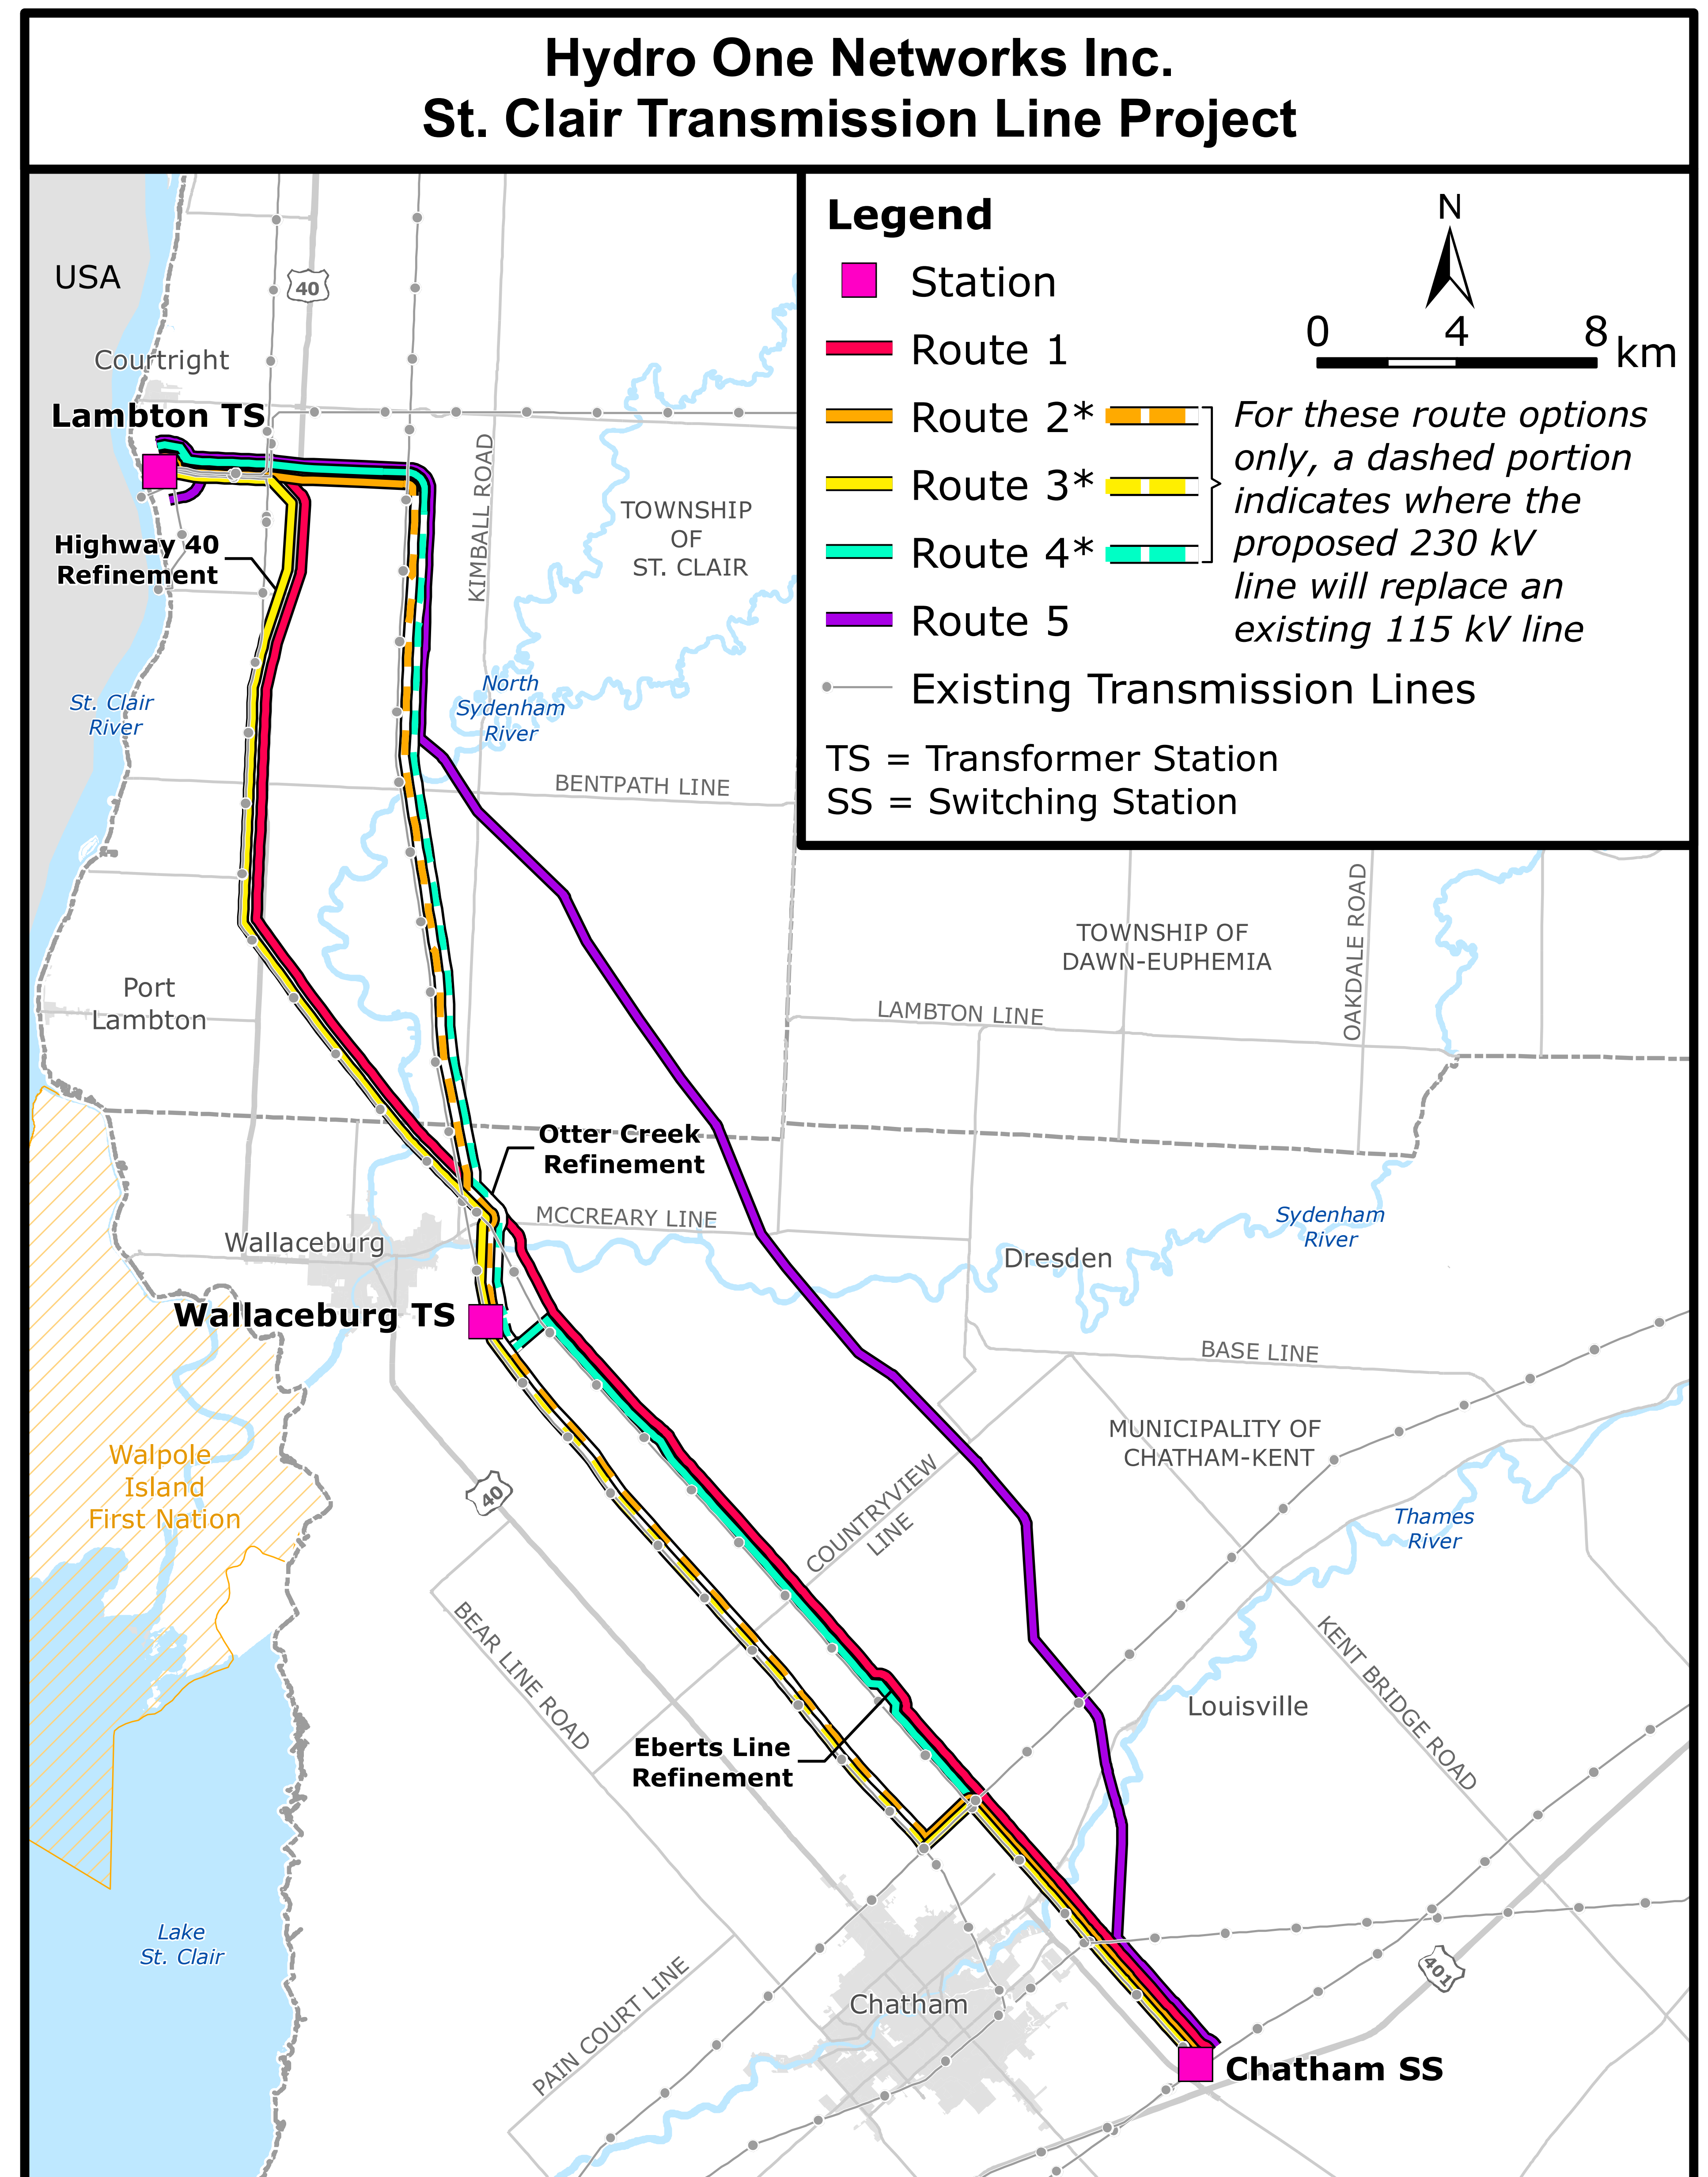 Hydro One Networks Inc.
St. Clair Transmission Line Project
Legend
Station
Route 1
Route 2*
Route 3*
Route 4*
For these route options
only, a dashed portion
indicates where the
proposed 230 kV
line will replace an
existing 115 kV line
Route 5
Existing Transmission Lines
TS = Transformer Station
SS = Switching Station
N
0 4 8 km
USA
40
Courtright
Lambton TS
KIMBALL ROAD
TOWNSHIP
OF
ST. CLAIR
Highway 40
Refinement
St. Clair
River
North
Sydenham
River
BENTPATH LINE
TOWNSHIP OF
DAWN-EUPHEMIA
OAKDALE ROAD
LAMBTON LINE
Port
Lambton
Otter Creek
Refinement
MCCREARY LINE
Wallaceburg
Dresden
Sydenham
River
Wallaceburg TS
BASE LINE
MUNICIPALITY OF
CHATHAM-KENT
Walpole
Island
First Nation
40
COUNTRYVIEW
LINE
Thames
River
BEAR LINE ROAD
KENT BRIDGE ROAD
Louisville
Eberts Line
Refinement
Lake
St. Clair
PAIN COURT LINE
Chatham
401
Chatham SS